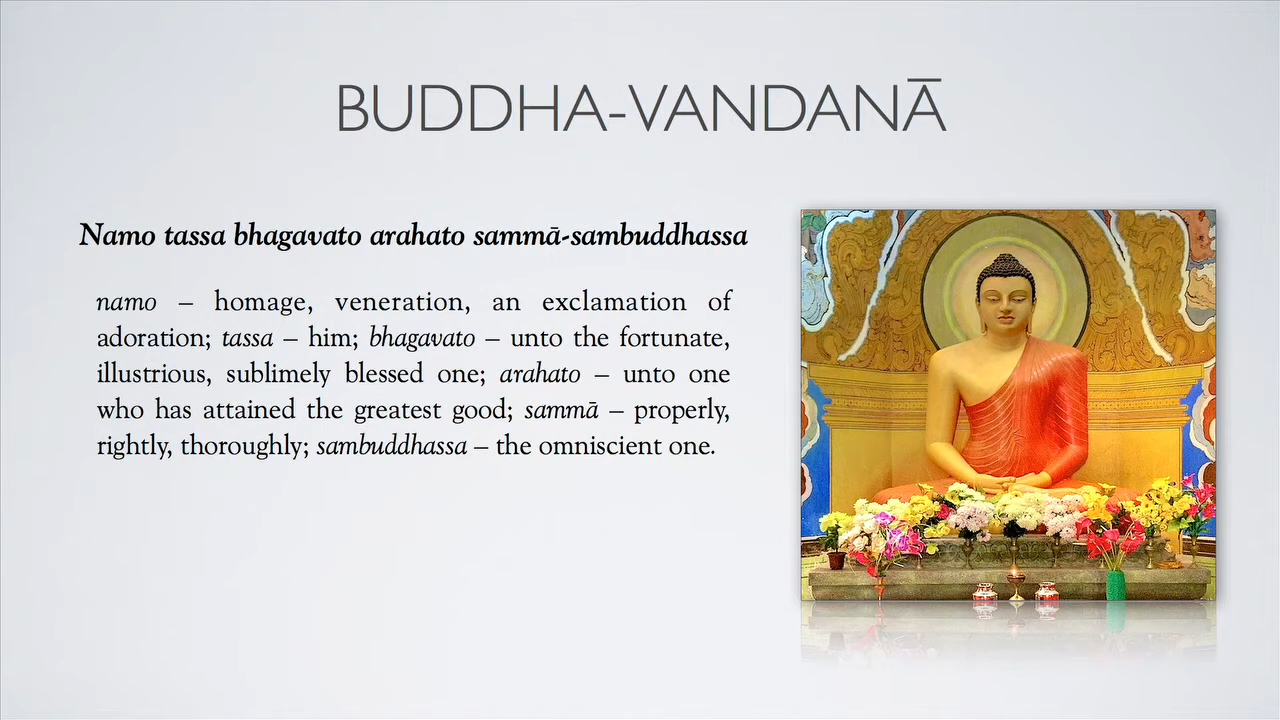 BUDDHA-VANDANĀ
Namo tassa bhagavato arahato sammā-sambuddhassa
namo – homage, veneration, an exclamation of
adoration; tassa – him; bhagavato – unto the fortunate,
illustrious, sublimely blessed one; arahato – unto one
who has attained the greatest good; sammā – properly,
rightly, thoroughly; sambuddhassa – the omniscient one.